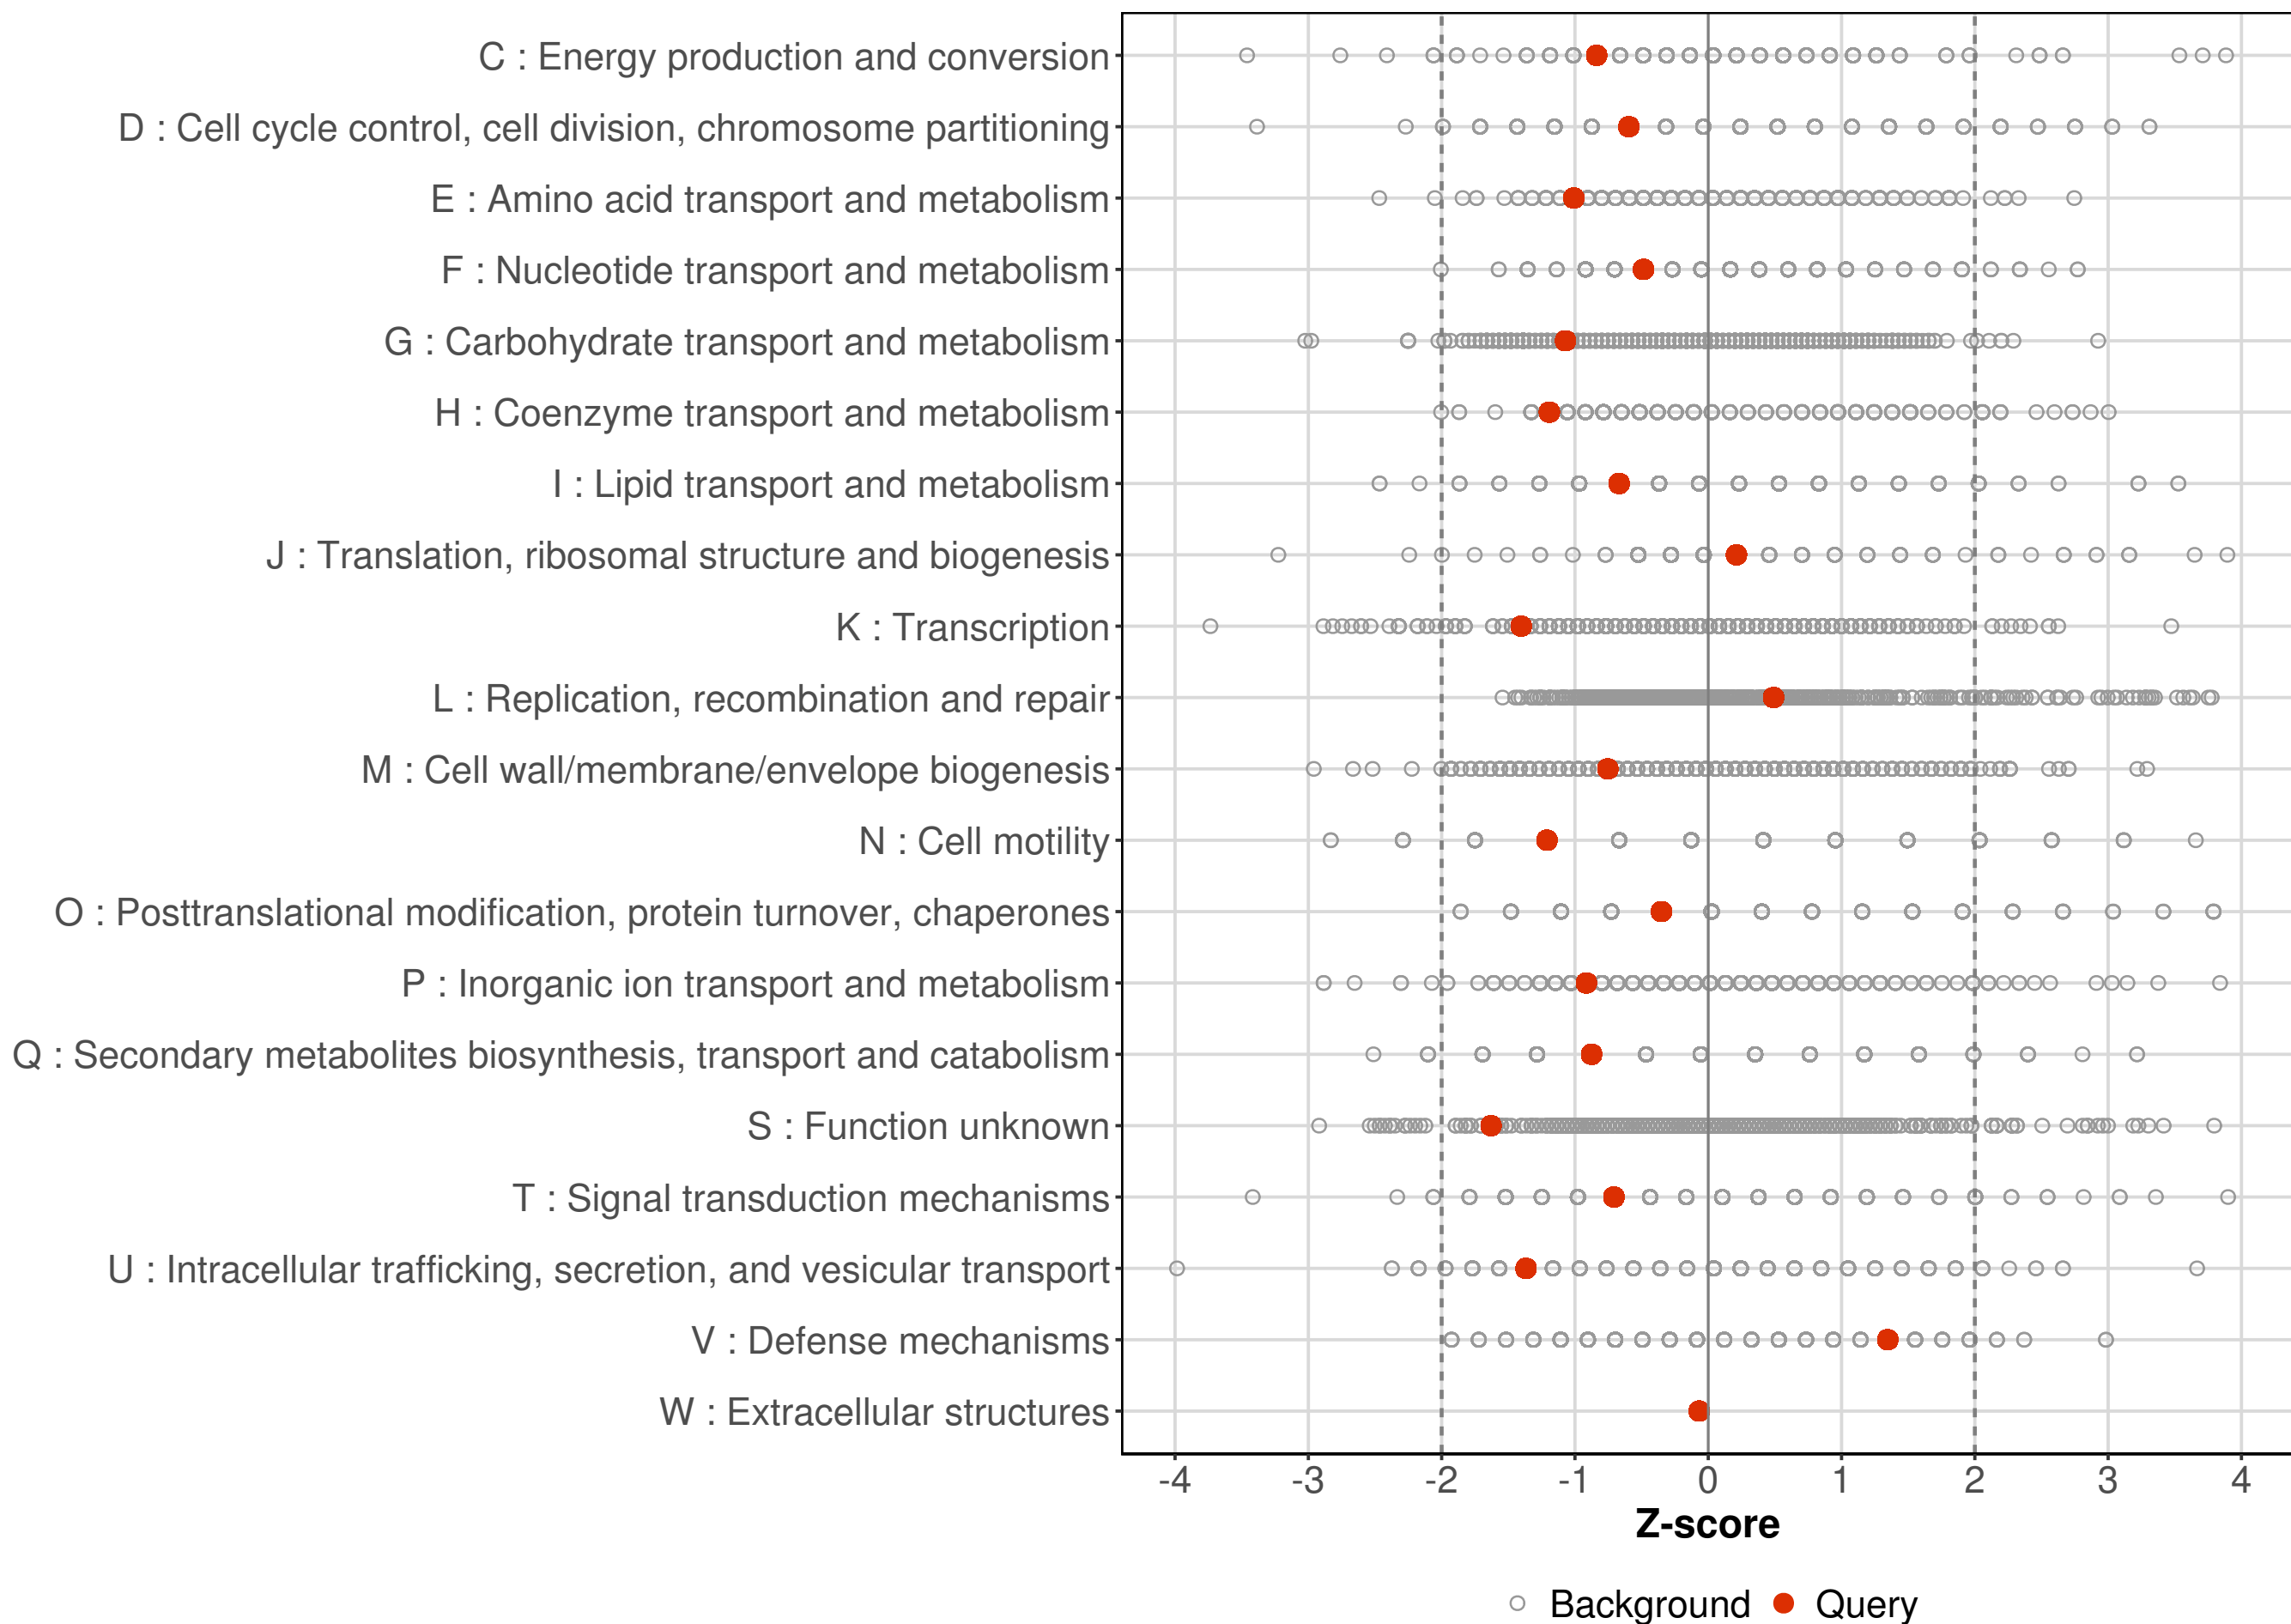 C : Energy production and conversion
D : Cell cycle control, cell division, chromosome partitioning
E : Amino acid transport and metabolism
F : Nucleotide transport and metabolism
G : Carbohydrate transport and metabolism
H : Coenzyme transport and metabolism
I : Lipid transport and metabolism
J : Translation, ribosomal structure and biogenesis
K : Transcription
L : Replication, recombination and repair
M : Cell wall/membrane/envelope biogenesis
N : Cell motility
O : Posttranslational modification, protein turnover, chaperones
P : Inorganic ion transport and metabolism
Q : Secondary metabolites biosynthesis, transport and catabolism
S : Function unknown
T : Signal transduction mechanisms
U : Intracellular trafficking, secretion, and vesicular transport
V : Defense mechanisms
W : Extracellular structures
-4 -3 -2 -1 0 1 2 3 4
Z-score
Background Query